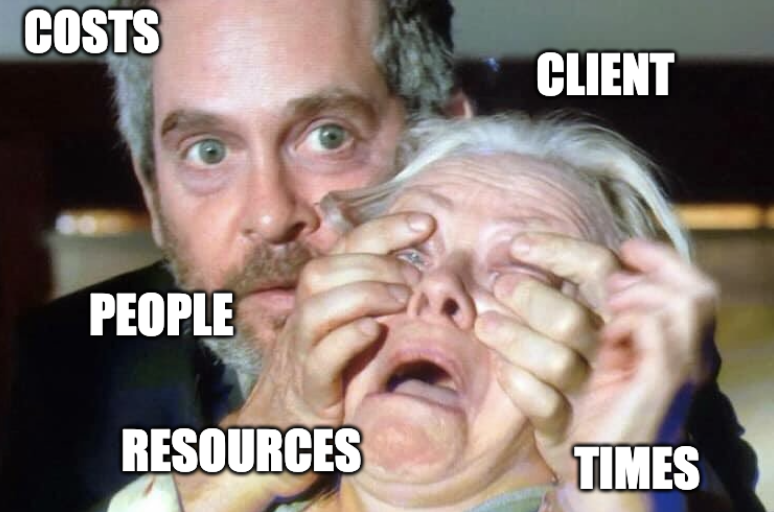 COSTS
CLIENT
PEOPLE
RESOURCES
TIMES